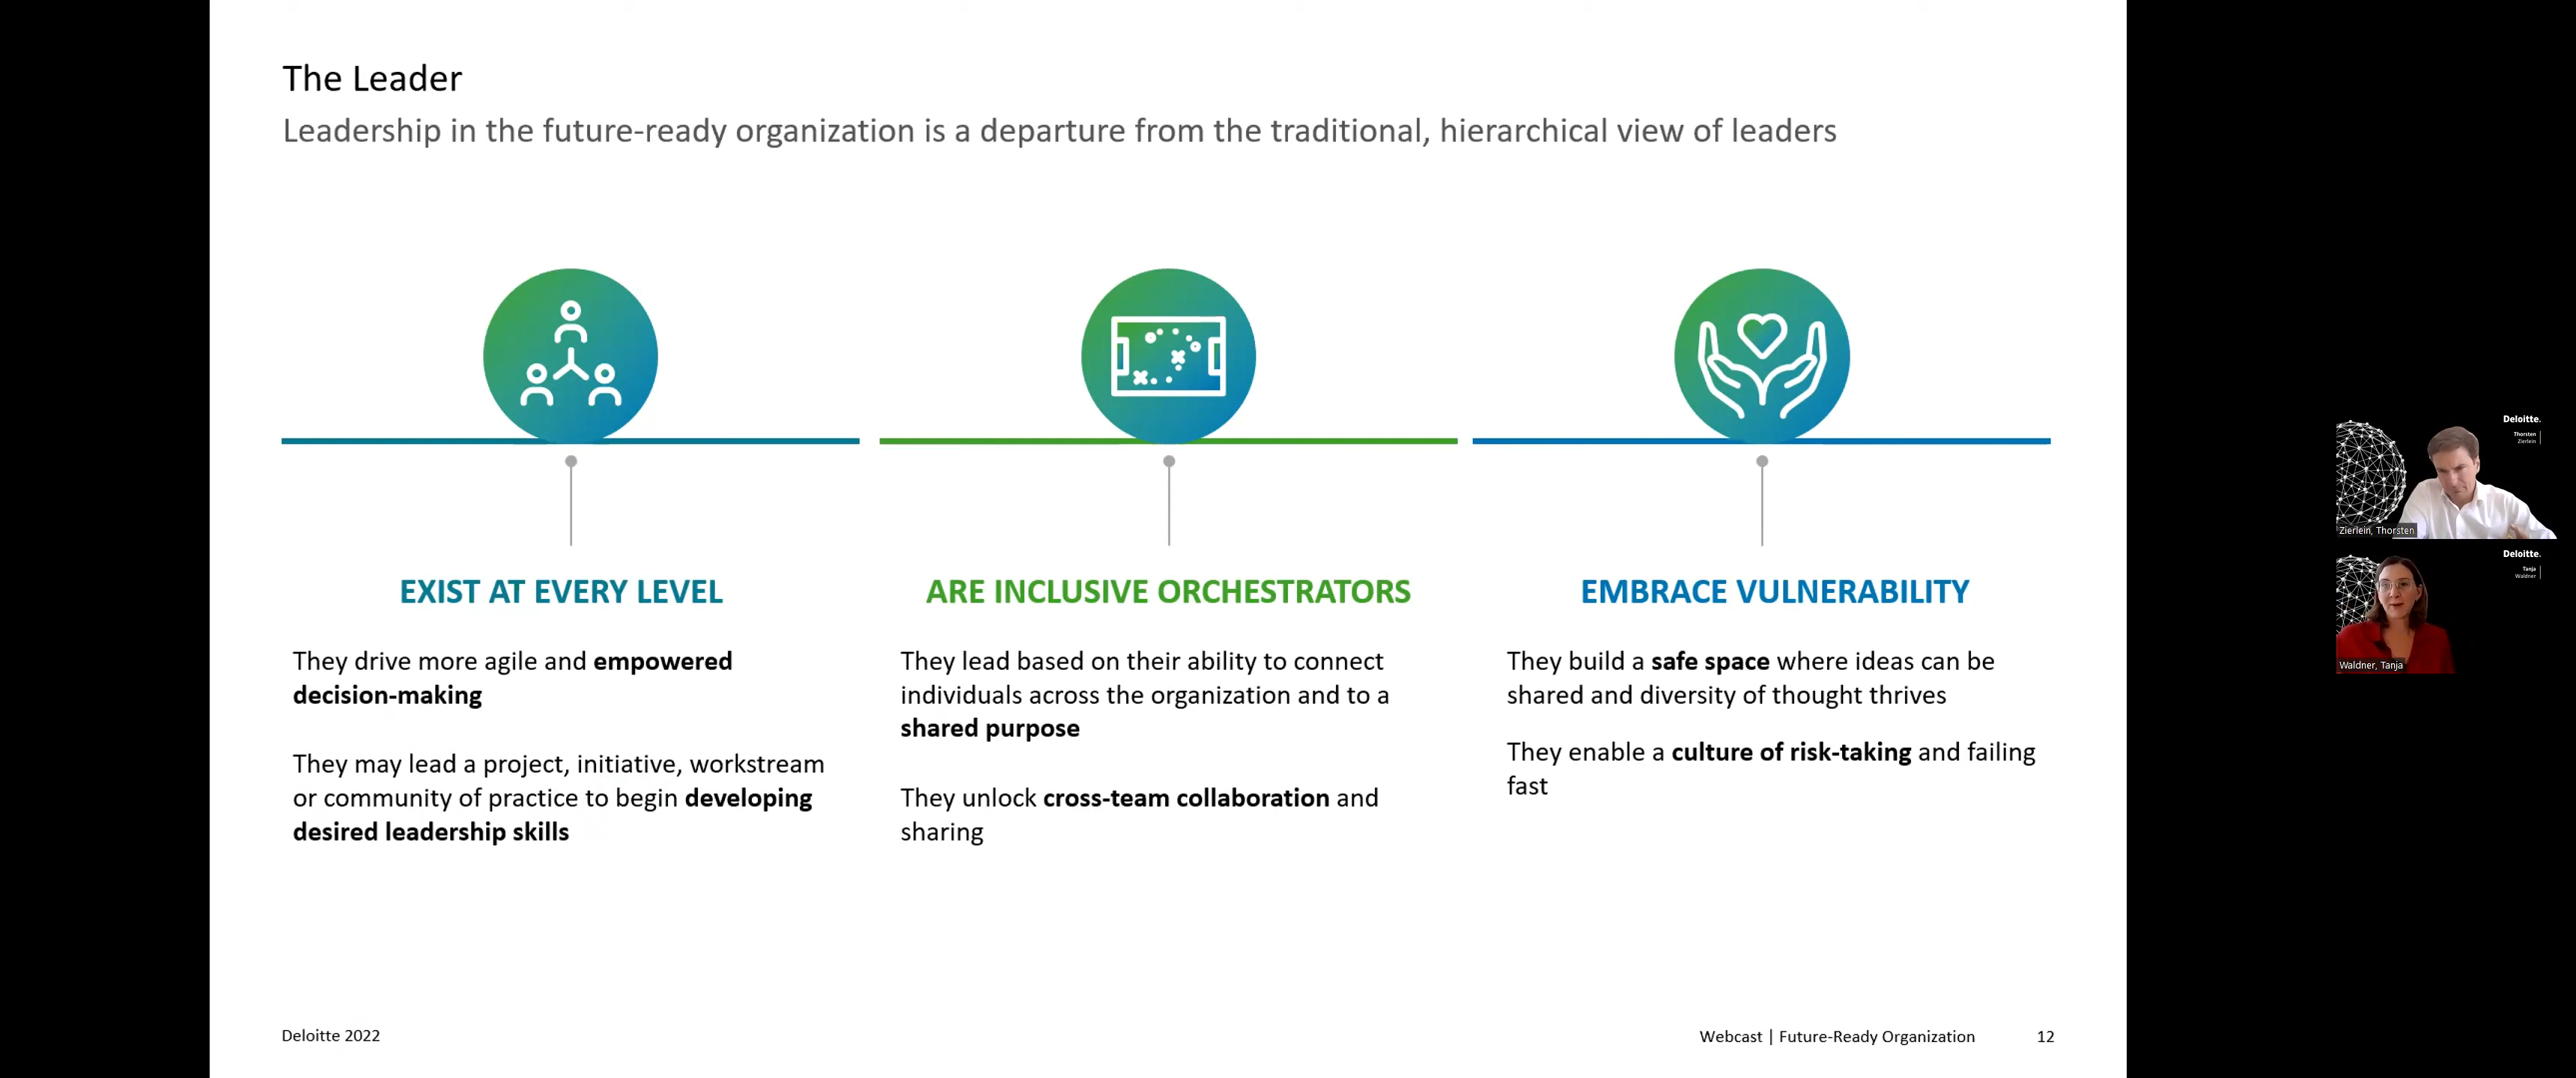 The Leader
Leadership in the future-ready organization is a departure from the traditional, hierarchical view of leaders
EXIST AT EVERY LEVEL
They drive more agile and empowered
decision-making
They may lead a project, initiative, workstream
or community of practice to begin developing
desired leadership skills
ARE INCLUSIVE ORCHESTRATORS
They lead based on their ability to connect
individuals across the organization and to a
shared purpose
They unlock cross-team collaboration and
sharing
EMBRACE VULNERABILITY
They build a safe space where ideas can be
shared and diversity of thought thrives
They enable a culture of risk-taking and failing
fast
Deloitte 2022
Webcast | Future-Ready Organization 12
Deloitte.
Thorsten
Zierlein
Zierlein, Thorsten
Deloitte.
Tanja
Waldner
Waldner, Tanja